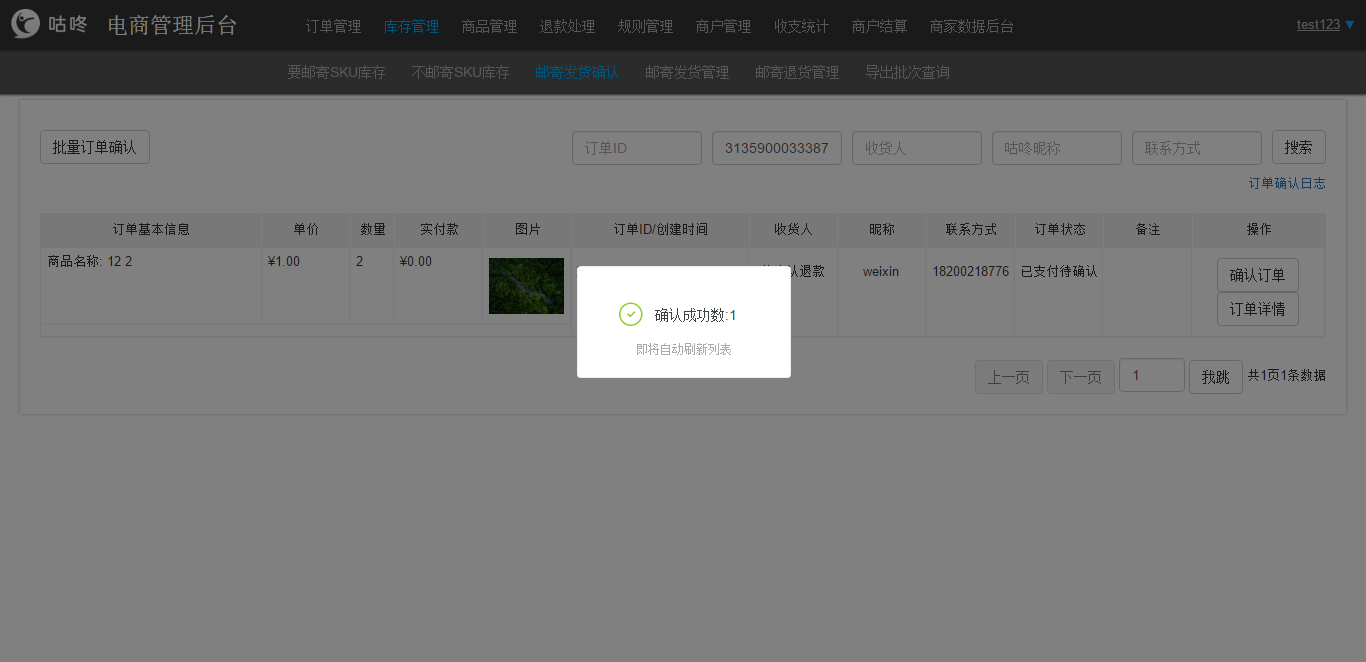 咕咚 电商管理后台 订单管理 库存管理 商品管理 退款处理 规则管理 商户管理 收支统计 商户结算 商家数据后台 test123
要邮寄SKU库存 不邮寄SKU库存 邮寄发货确认 邮寄发货管理 邮寄退货管理 导出批次查询
批量订单确认 订单ID 3135900033387 收货人 咕咚昵称 联系方式 搜索
订单确认日志
订单基本信息 单价 数量 实付款 图片 订单ID/创建时间 收货人 昵称 联系方式 订单状态 备注 操作
商品名称: 12 2 ¥1.00 2 ¥0.00 认退款 weixin 18200218776 已支付待确认 确认订单
订单详情
确认成功数:1
即将自动刷新列表
上一页 下一页 1 我跳 共1页1条数据